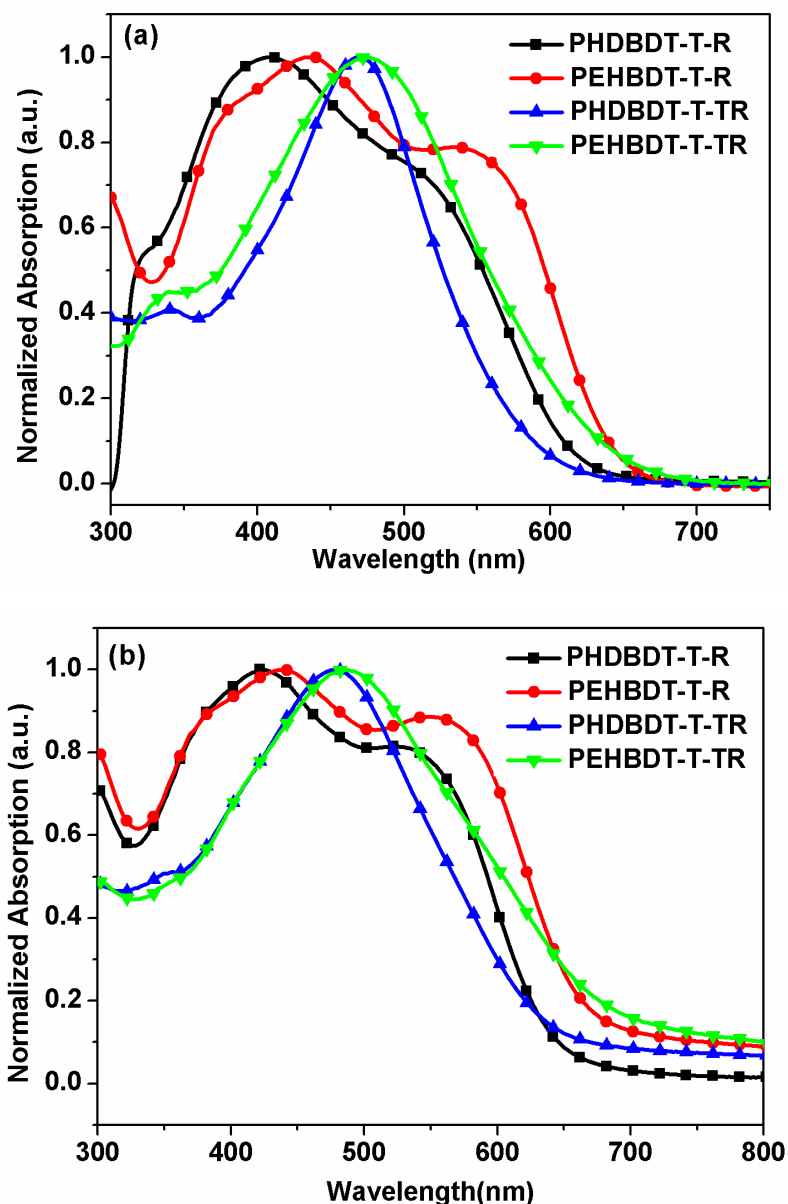 (a)
PHDBDT-T-R
PEHBDT-T-R
PHDBDT-T-TR
PEHBDT-T-TR
Normalized Absorption (a.u.)
1.0
0.8
0.6
0.4
0.2
0.0
300 400 500 600 700
Wavelength (nm)
(b)
PHDBDT-T-R
PEHBDT-T-R
PHDBDT-T-TR
PEHBDT-T-TR
Normalized Absorption (a.u.)
1.0
0.8
0.6
0.4
0.2
0.0
300 400 500 600 700 800
Wavelength(nm)